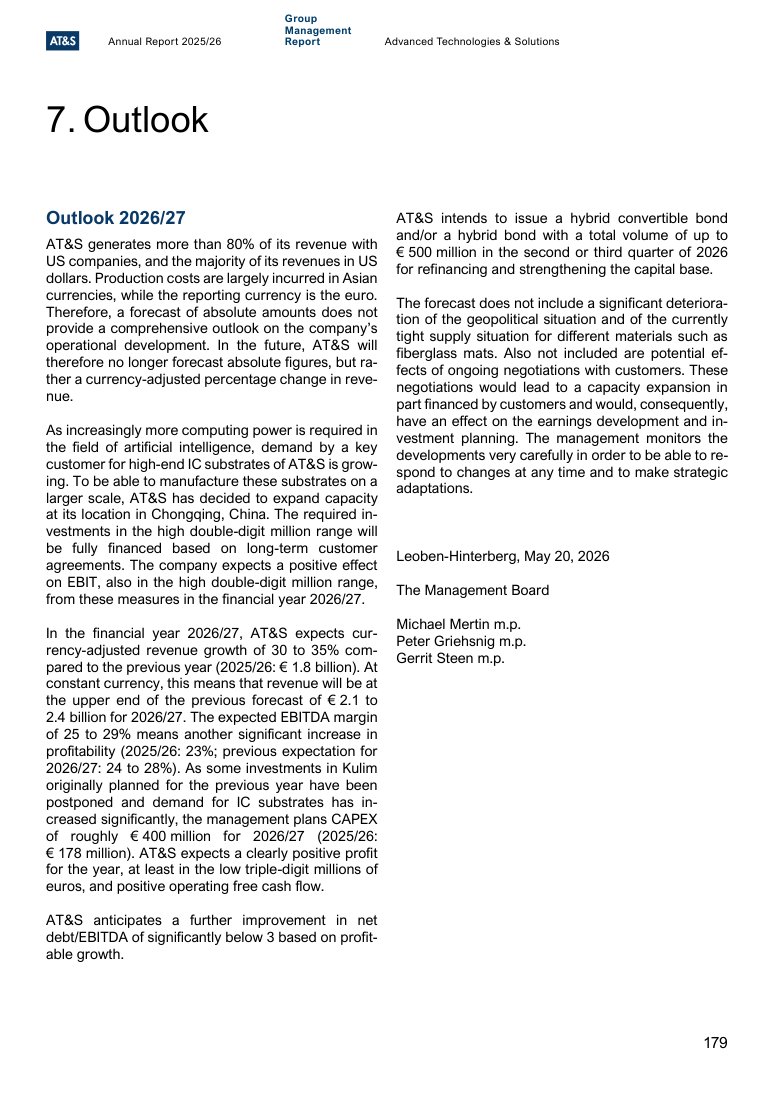 AT&S
Annual Report 2025/26
Group
Management
Report
Advanced Technologies & Solutions
7. Outlook
Outlook 2026/27
AT&S generates more than 80% of its revenue with
US companies, and the majority of its revenues in US
dollars. Production costs are largely incurred in Asian
currencies, while the reporting currency is the euro.
Therefore, a forecast of absolute amounts does not
provide a comprehensive outlook on the company's
operational development. In the future, AT&S will
therefore no longer forecast absolute figures, but ra-
ther a currency-adjusted percentage change in reve-
nue.
As increasingly more computing power is required in
the field of artificial intelligence, demand by a key
customer for high-end IC substrates of AT&S is grow-
ing. To be able to manufacture these substrates on a
larger scale, AT&S has decided to expand capacity
at its location in Chongqing, China. The required in-
vestments in the high double-digit million range will
be fully financed based on long-term customer
agreements. The company expects a positive effect
on EBIT, also in the high double-digit million range,
from these measures in the financial year 2026/27.
In the financial year 2026/27, AT&S expects cur-
rency-adjusted revenue growth of 30 to 35% com-
pared to the previous year (2025/26: € 1.8 billion). At
constant currency, this means that revenue will be at
the upper end of the previous forecast of € 2.1 to
2.4 billion for 2026/27. The expected EBITDA margin
of 25 to 29% means another significant increase in
profitability (2025/26: 23%; previous expectation for
2026/27: 24 to 28%). As some investments in Kulim
originally planned for the previous year have been
postponed and demand for IC substrates has in-
creased significantly, the management plans CAPEX
of roughly € 400 million for 2026/27 (2025/26:
€ 178 million). AT&S expects a clearly positive profit
for the year, at least in the low triple-digit millions of
euros, and positive operating free cash flow.
AT&S anticipates a further improvement in net
debt/EBITDA of significantly below 3 based on profit-
able growth.
AT&S intends to issue a hybrid convertible bond
and/or a hybrid bond with a total volume of up to
€ 500 million in the second or third quarter of 2026
for refinancing and strengthening the capital base.
The forecast does not include a significant deteriora-
tion of the geopolitical situation and of the currently
tight supply situation for different materials such as
fiberglass mats. Also not included are potential ef-
fects of ongoing negotiations with customers. These
negotiations would lead to a capacity expansion in
part financed by customers and would, consequently,
have an effect on the earnings development and in-
vestment planning. The management monitors the
developments very carefully in order to be able to re-
spond to changes at any time and to make strategic
adaptations.
Leoben-Hinterberg, May 20, 2026
The Management Board
Michael Mertin m.p.
Peter Griehsnig m.p.
Gerrit Steen m.p.
179